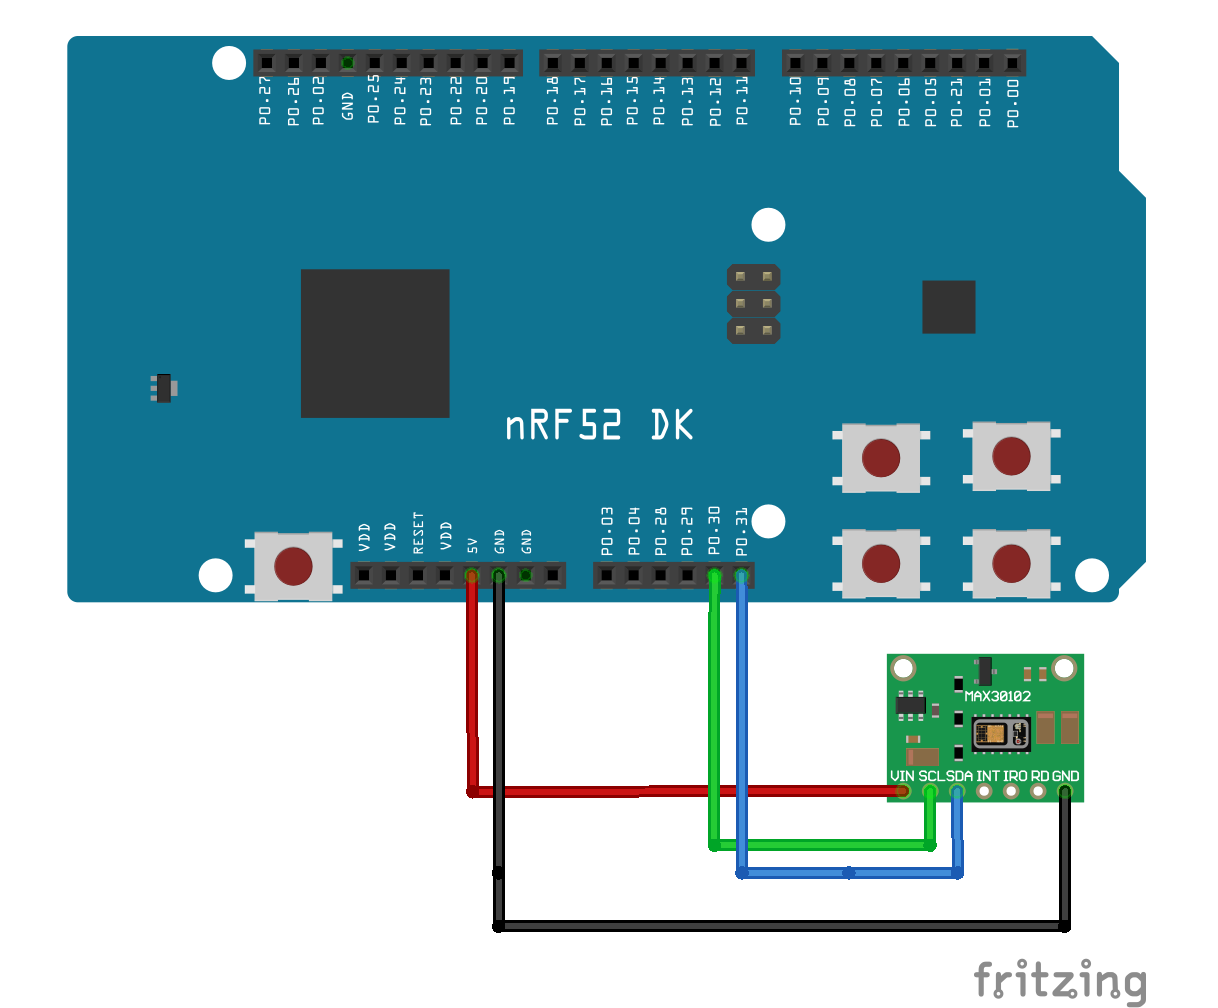 P0.27 P0.26 P0.02 GND P0.25 P0.24 P0.23 P0.22 P0.20 P0.19 P0.18 P0.17 P0.16 P0.15 P0.14 P0.13 P0.12 P0.11 P0.10 P0.09 P0.08 P0.07 P0.06 P0.05 P0.21 P0.01 P0.00
nRF52 DK
VDD VDD RESET VDD 5V GND GND P0.03 P0.04 P0.28 P0.29 P0.30 P0.31
MAX30102
VIN SCL SDA INT IRO RD GND
fritzing